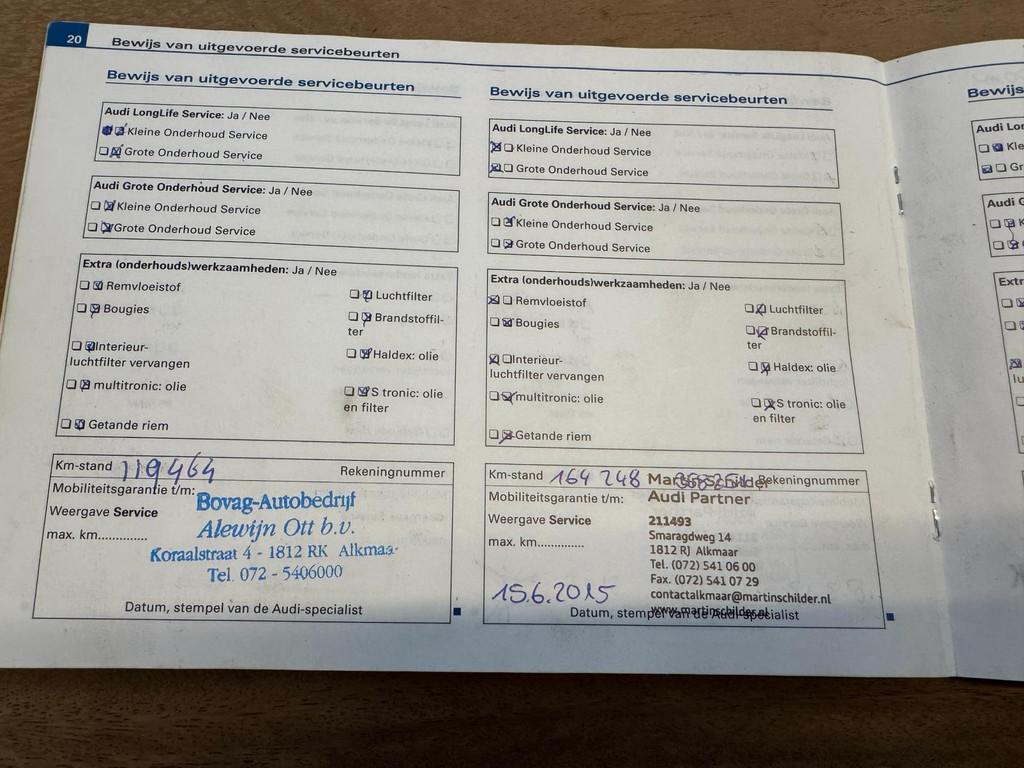 20
Bewijs van uitgevoerde servicebeurten
Bewijs van uitgevoerde servicebeurten
Audi LongLife Service: Ja / Nee
Kleine Onderhoud Service
Grote Onderhoud Service
Audi Grote Onderhoud Service: Ja / Nee
Kleine Onderhoud Service
Grote Onderhoud Service
Extra (onderhouds)werkzaamheden: Ja / Nee
Remvloeistof
Luchtfilter
Bougies
Brandstoffil-
ter
Interieur-
luchtfilter vervangen
Haldex: olie
multitronic: olie
S tronic: olie
en filter
Getande riem
Km-stand 119464 Rekeningnummer
Mobiliteitsgarantie t/m:
Weergave Service
max. km..............
Bovag-Autobedrijf
Alewijn Ott b.v.
Koraalstraat 4 - 1812 RK Alkmaar
Tel. 072 - 5406000
Datum, stempel van de Audi-specialist
Bewijs van uitgevoerde servicebeurten
Audi LongLife Service: Ja / Nee
Kleine Onderhoud Service
Grote Onderhoud Service
Audi Grote Onderhoud Service: Ja / Nee
Kleine Onderhoud Service
Grote Onderhoud Service
Extra (onderhouds)werkzaamheden: Ja / Nee
Remvloeistof
Luchtfilter
Bougies
Brandstoffil-
ter
Interieur-
luchtfilter vervangen
Haldex: olie
multitronic: olie
S tronic: olie
en filter
Getande riem
Km-stand 164 248 Martin Schilder Rekeningnummer
Mobiliteitsgarantie t/m: Audi Partner
Weergave Service 211493
max. km.............. Smaragdweg 14
1812 RJ Alkmaar
Tel. (072) 541 06 00
Fax. (072) 541 07 29
contactalkmaar@martinschilder.nl
15.6.2015
www.martinschilder.nl
Datum, stempel van de Audi-specialist
Bewijs
Audi
Audi
Extr